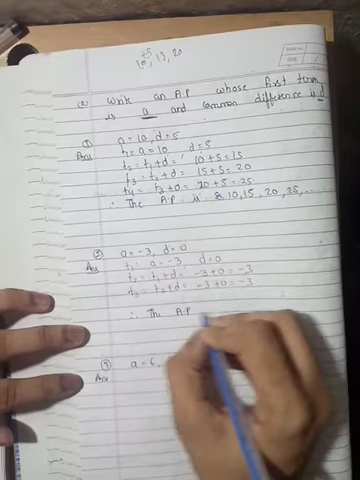 +5
10, 15, 20
(2) Write an A.P whose first term
is a and common difference is d
① a = 10, d = 5
Ans t₁ = a = 10 d = 5
t₂ = t₁ + d = 10 + 5 = 15
t₃ = t₂ + d = 15 + 5 = 20
t₄ = t₃ + d = 20 + 5 = 25
∴ The A.P is 10, 15, 20, 25, ...
② a = -3, d = 0
Ans t₁ = a = -3, d = 0
t₂ = t₁ + d = -3 + 0 = -3
t₃ = t₂ + d = -3 + 0 = -3
∴ The A.P
③ a = 6,
Ans